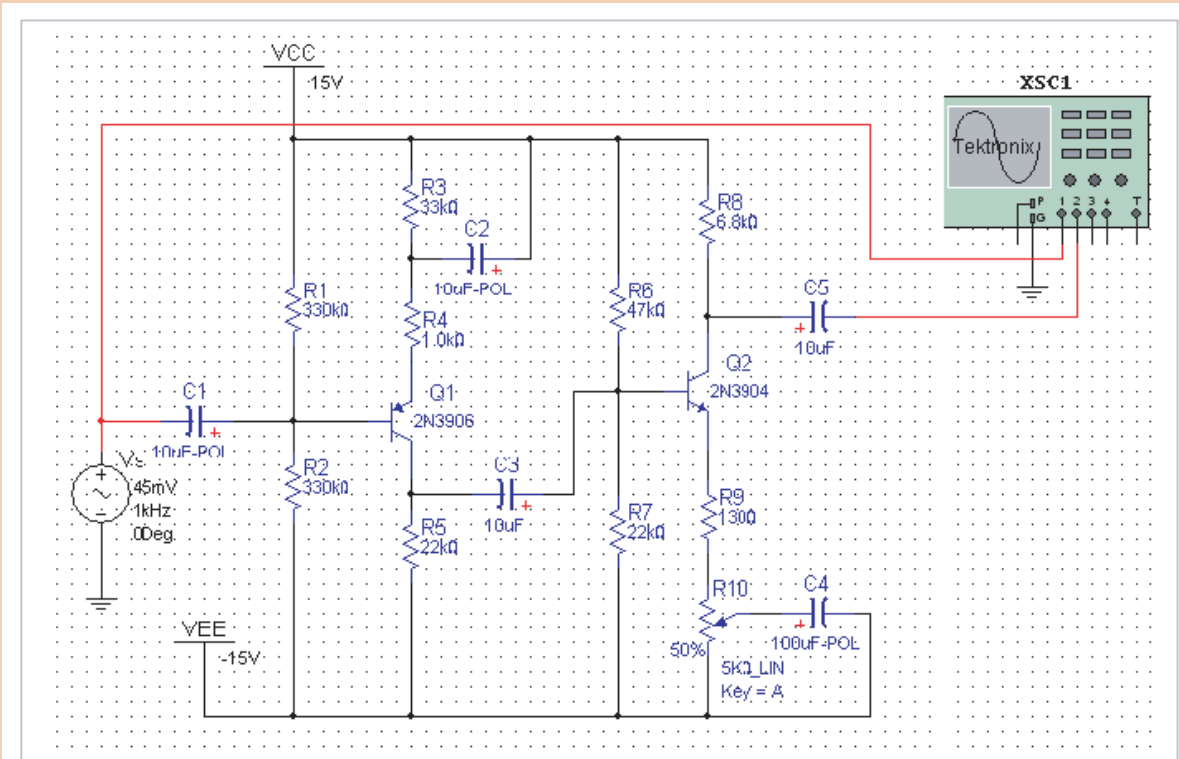 VCC
15V
XSC1
Tektronix
P
G
1 2 3 4
T
R3
33kΩ
C2
+
10uF-POL
R8
6.8kΩ
R1
330kΩ
R4
1.0kΩ
R6
47kΩ
C5
+
10uF
Q1
2N3906
Q2
2N3904
C1
+
10uF-POL
Vs
45mV
1kHz
0Deg
R2
330kΩ
C3
+
10uF
R5
22kΩ
R7
22kΩ
R9
130Ω
R10
50%
5KΩ_LIN
Key = A
C4
+
100uF-POL
VEE
-15V